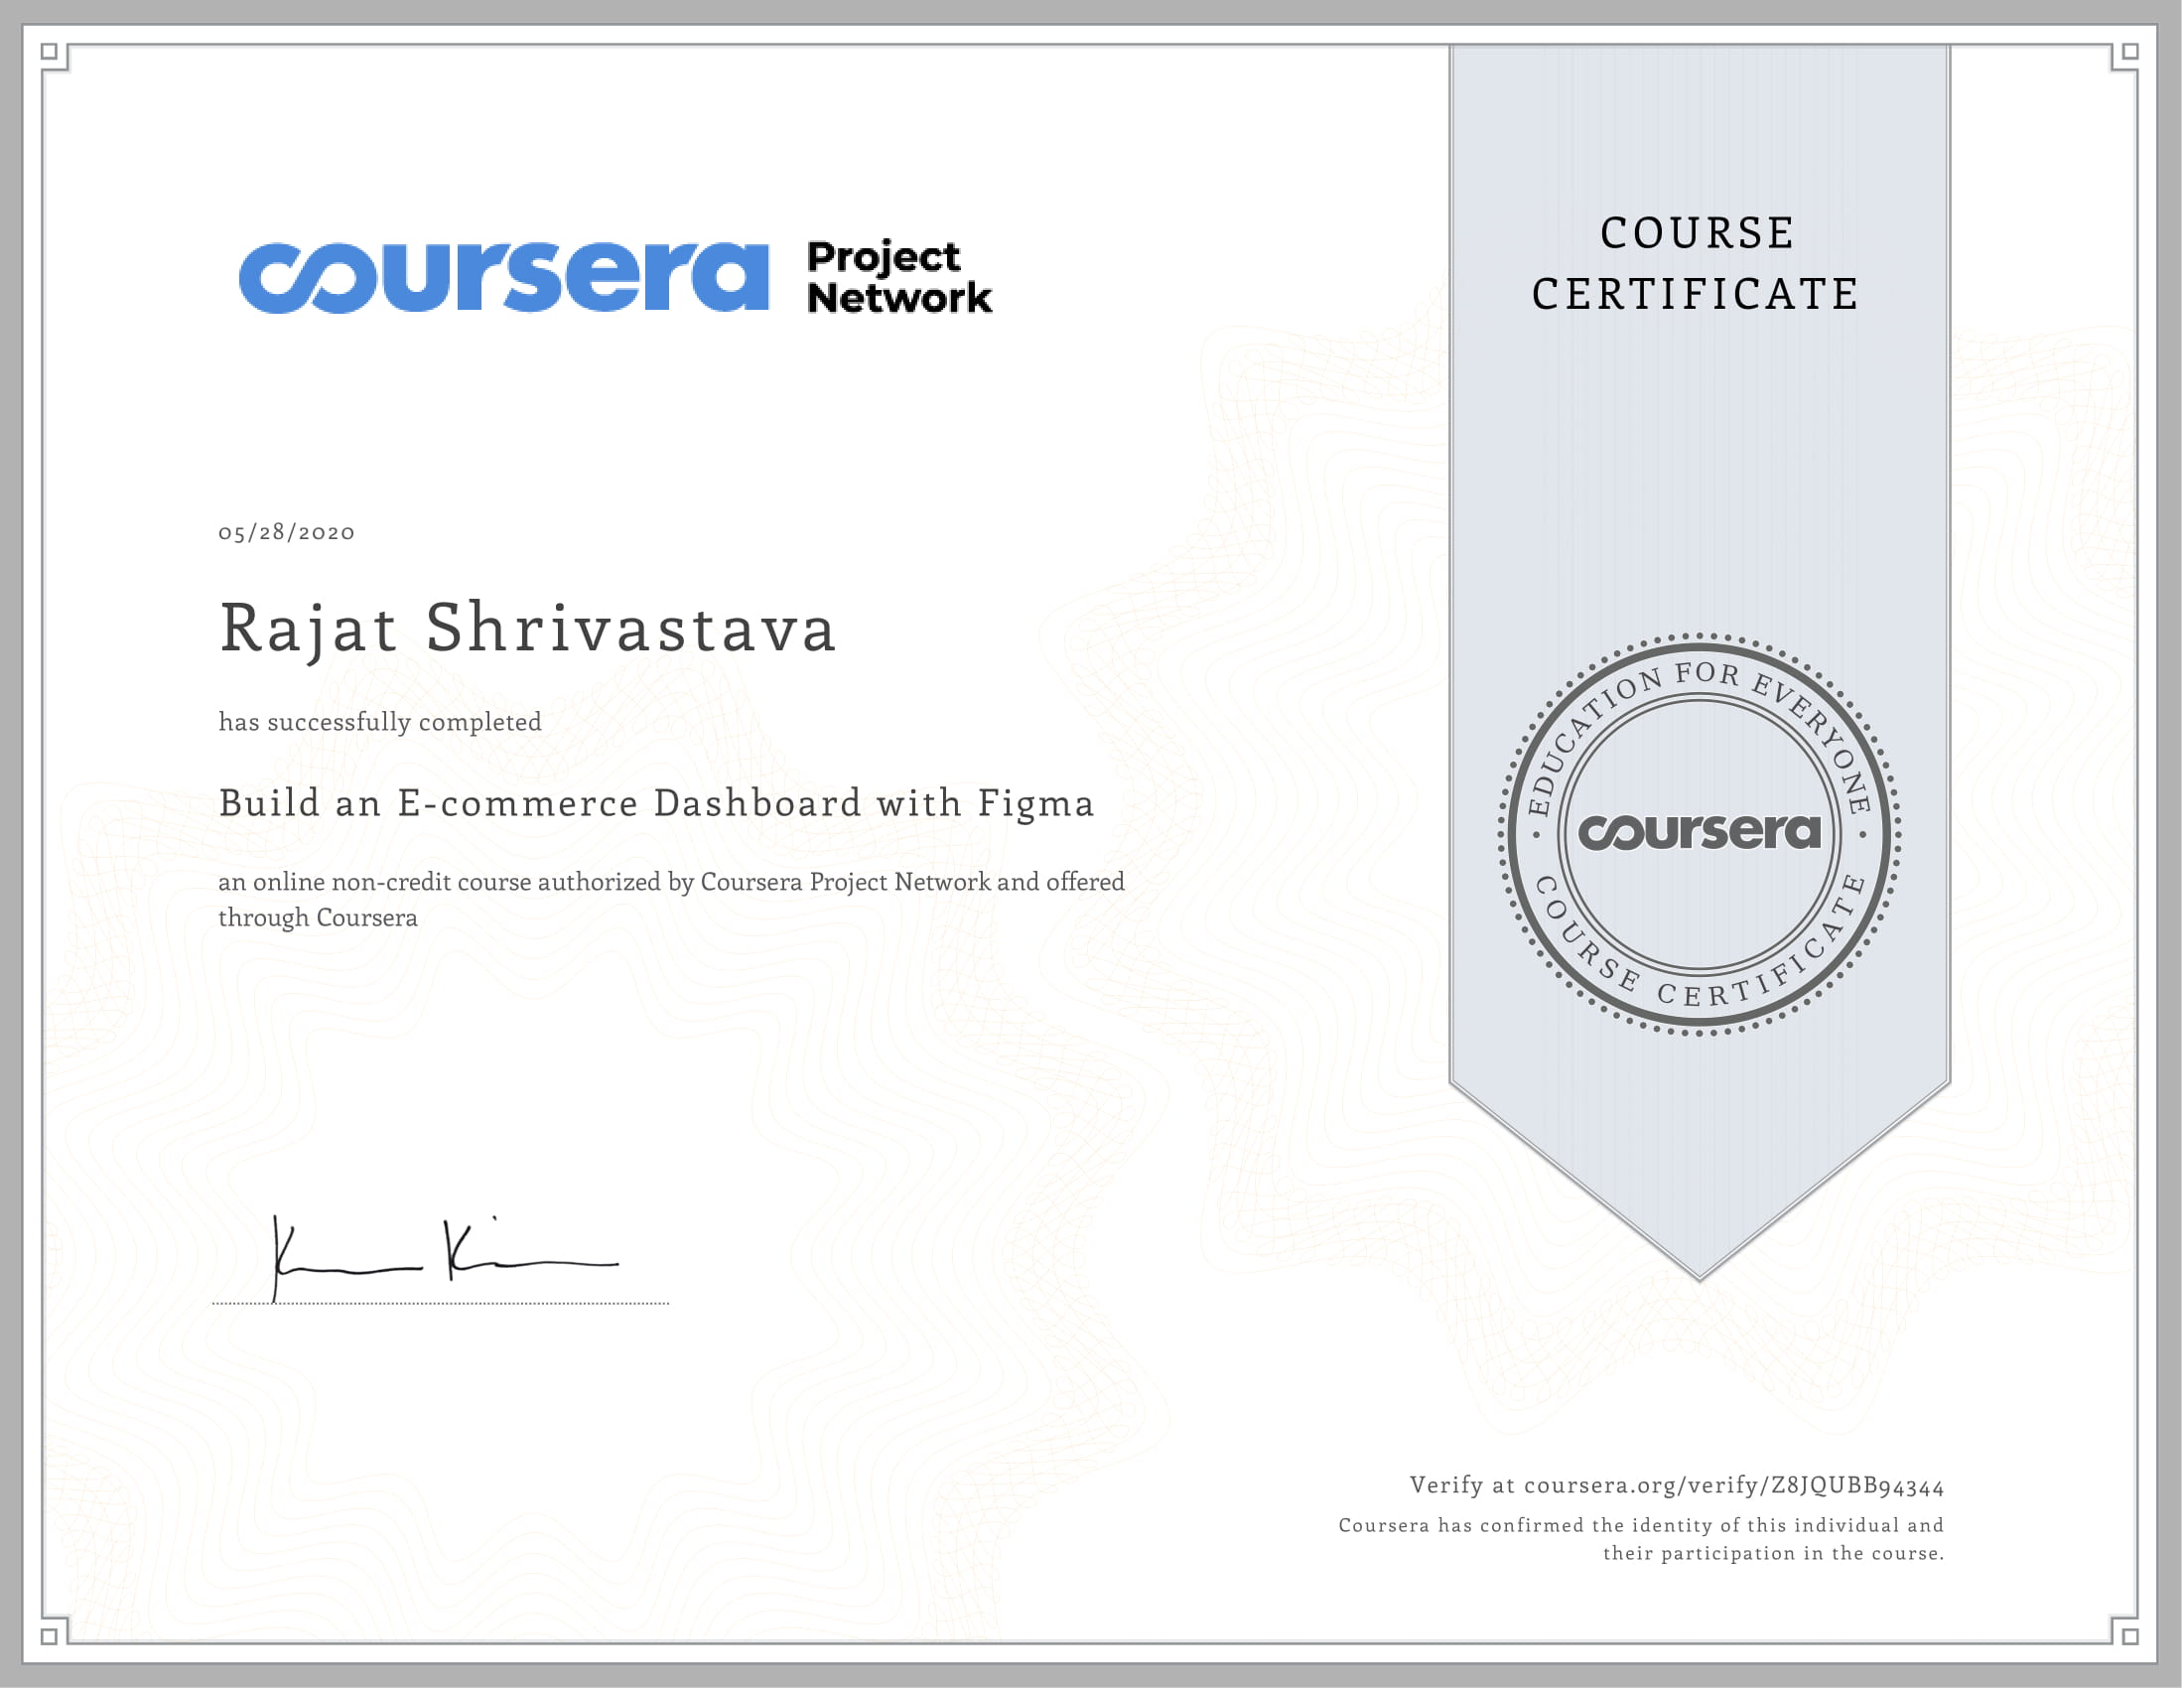 coursera Project
Network
COURSE
CERTIFICATE
05/28/2020
Rajat Shrivastava
has successfully completed
Build an E-commerce Dashboard with Figma
an online non-credit course authorized by Coursera Project Network and offered
through Coursera
EDUCATION FOR EVERYONE
coursera
COURSE CERTIFICATE
Verify at coursera.org/verify/Z8JQUBB94344
Coursera has confirmed the identity of this individual and
their participation in the course.